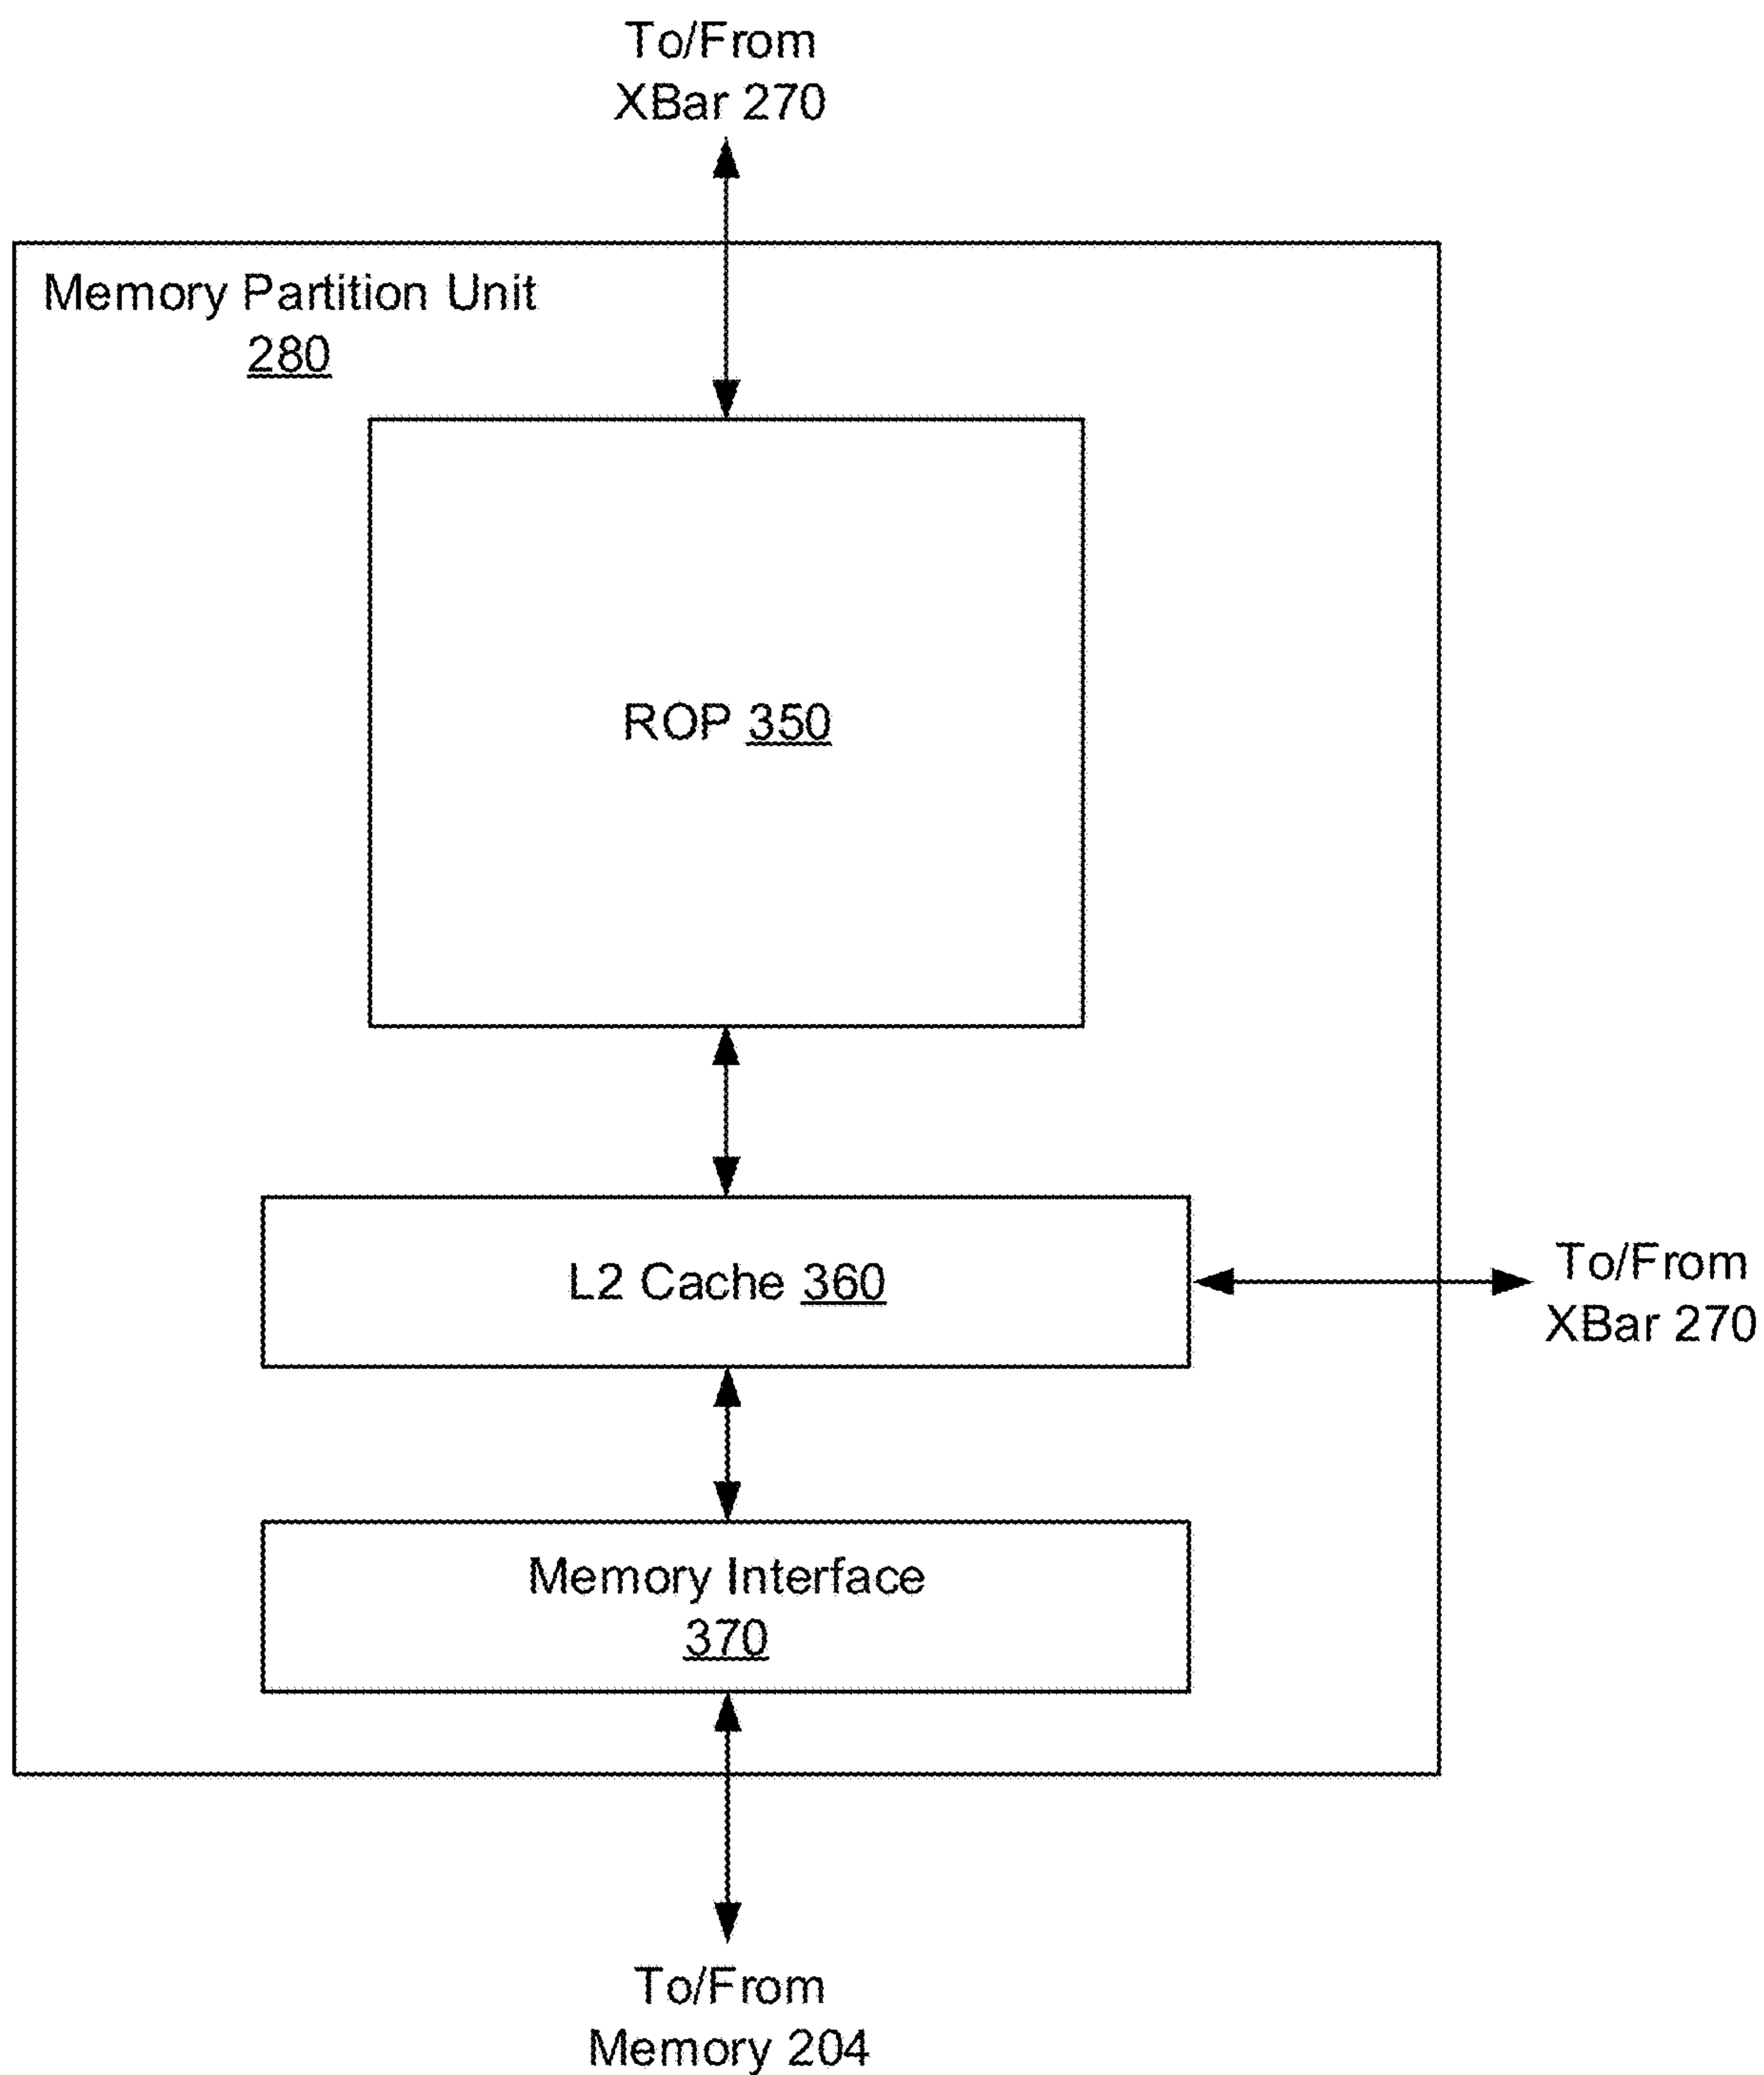 To/From
XBar 270
Memory Partition Unit
280
ROP 350
L2 Cache 360
To/From
XBar 270
Memory Interface
370
To/From
Memory 204